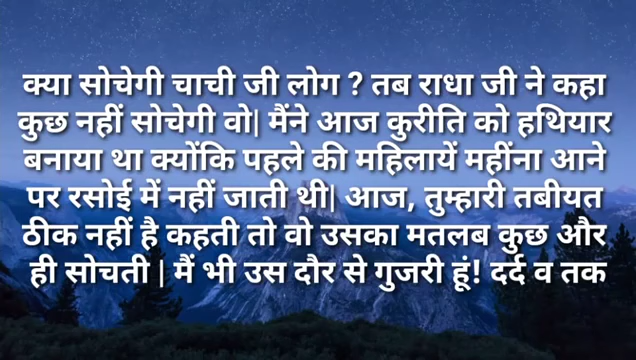 क्या सोचेगी चाची जी लोग ? तब राधा जी ने कहा
कुछ नहीं सोचेगी वो| मैंने आज कुरीति को हथियार
बनाया था क्योंकि पहले की महिलायें महींना आने
पर रसोई में नहीं जाती थी| आज, तुम्हारी तबीयत
ठीक नहीं है कहती तो वो उसका मतलब कुछ और
ही सोचती | मैं भी उस दौर से गुजरी हूं! दर्द व तक